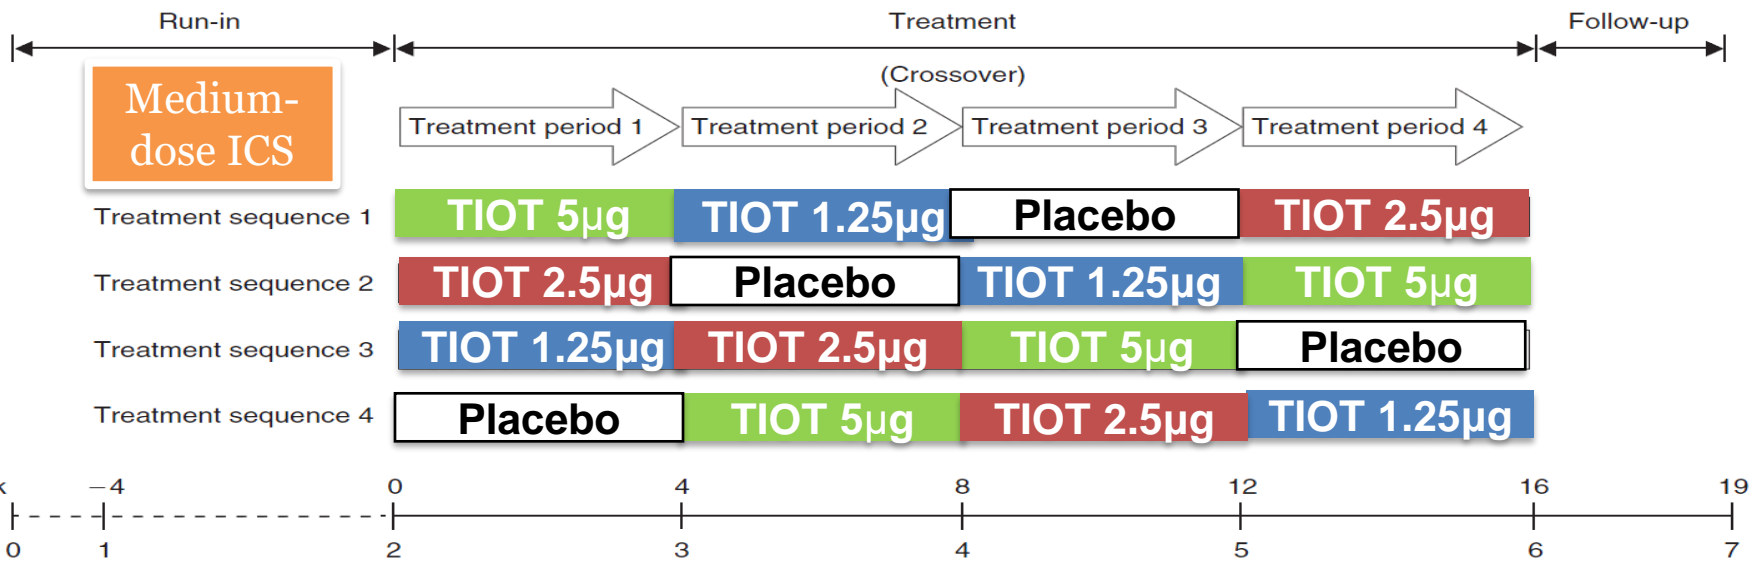 Run-in Treatment Follow-up
(Crossover)
Medium-
dose ICS
Treatment period 1 Treatment period 2 Treatment period 3 Treatment period 4
Treatment sequence 1 TIOT 5µg TIOT 1.25µg Placebo TIOT 2.5µg
Treatment sequence 2 TIOT 2.5µg Placebo TIOT 1.25µg TIOT 5µg
Treatment sequence 3 TIOT 1.25µg TIOT 2.5µg TIOT 5µg Placebo
Treatment sequence 4 Placebo TIOT 5µg TIOT 2.5µg TIOT 1.25µg
−4 0 4 8 12 16 19
0 1 2 3 4 5 6 7